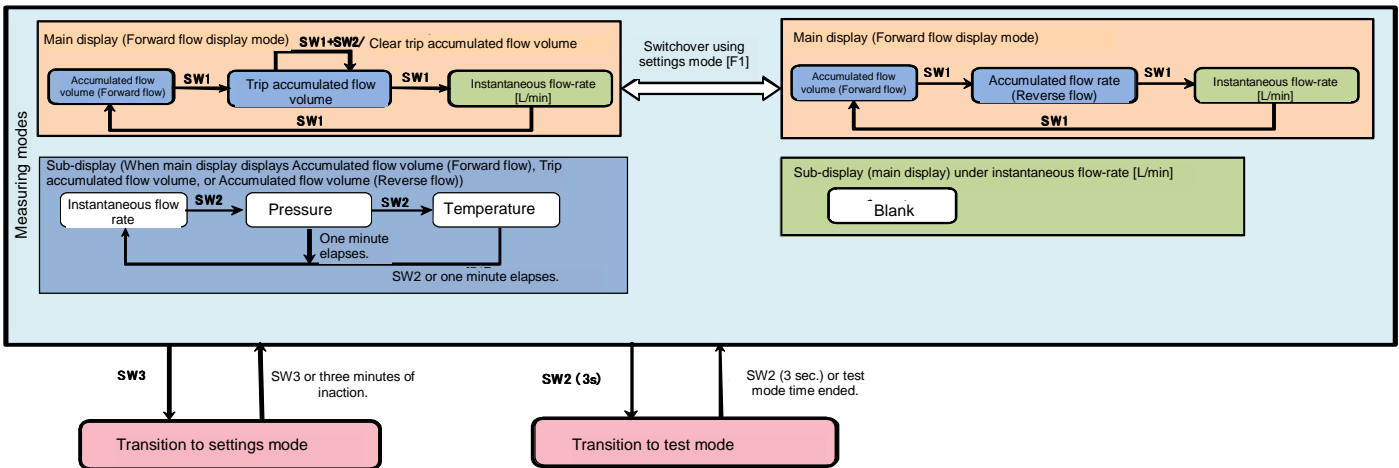 Measuring modes
Main display (Forward flow display mode)
SW1+SW2/
Clear trip accumulated flow volume
Accumulated flow
volume (Forward flow)
SW1
Trip accumulated flow
volume
SW1
Instantaneous flow-rate
[L/min]
SW1
Switchover using
settings mode [F1]
Main display (Forward flow display mode)
Accumulated flow
volume (Forward flow)
SW1
Accumulated flow rate
(Reverse flow)
SW1
Instantaneous flow-rate
[L/min]
SW1
Sub-display (When main display displays Accumulated flow volume (Forward flow), Trip
accumulated flow volume, or Accumulated flow volume (Reverse flow))
Instantaneous flow
rate
SW2
Pressure
SW2
Temperature
One minute
elapses.
SW2 or one minute elapses.
Sub-display (main display) under instantaneous flow-rate [L/min]
Blank
SW3
SW3 or three minutes of
inaction.
SW2 (3s)
SW2 (3 sec.) or test
mode time ended.
Transition to settings mode
Transition to test mode